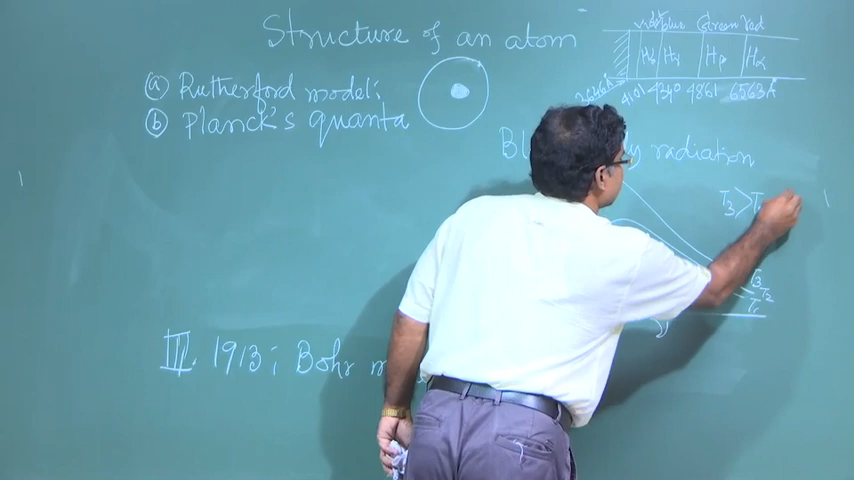 Structure of an atom
(a) Rutherford model:
(b) Planck's quanta
violet blue Green red
Hδ Hγ Hβ Hα
3646Å 4101 4340 4861 6563Å
radiation
T3 > T
T3
T2
T1
III. 1913; Bohr